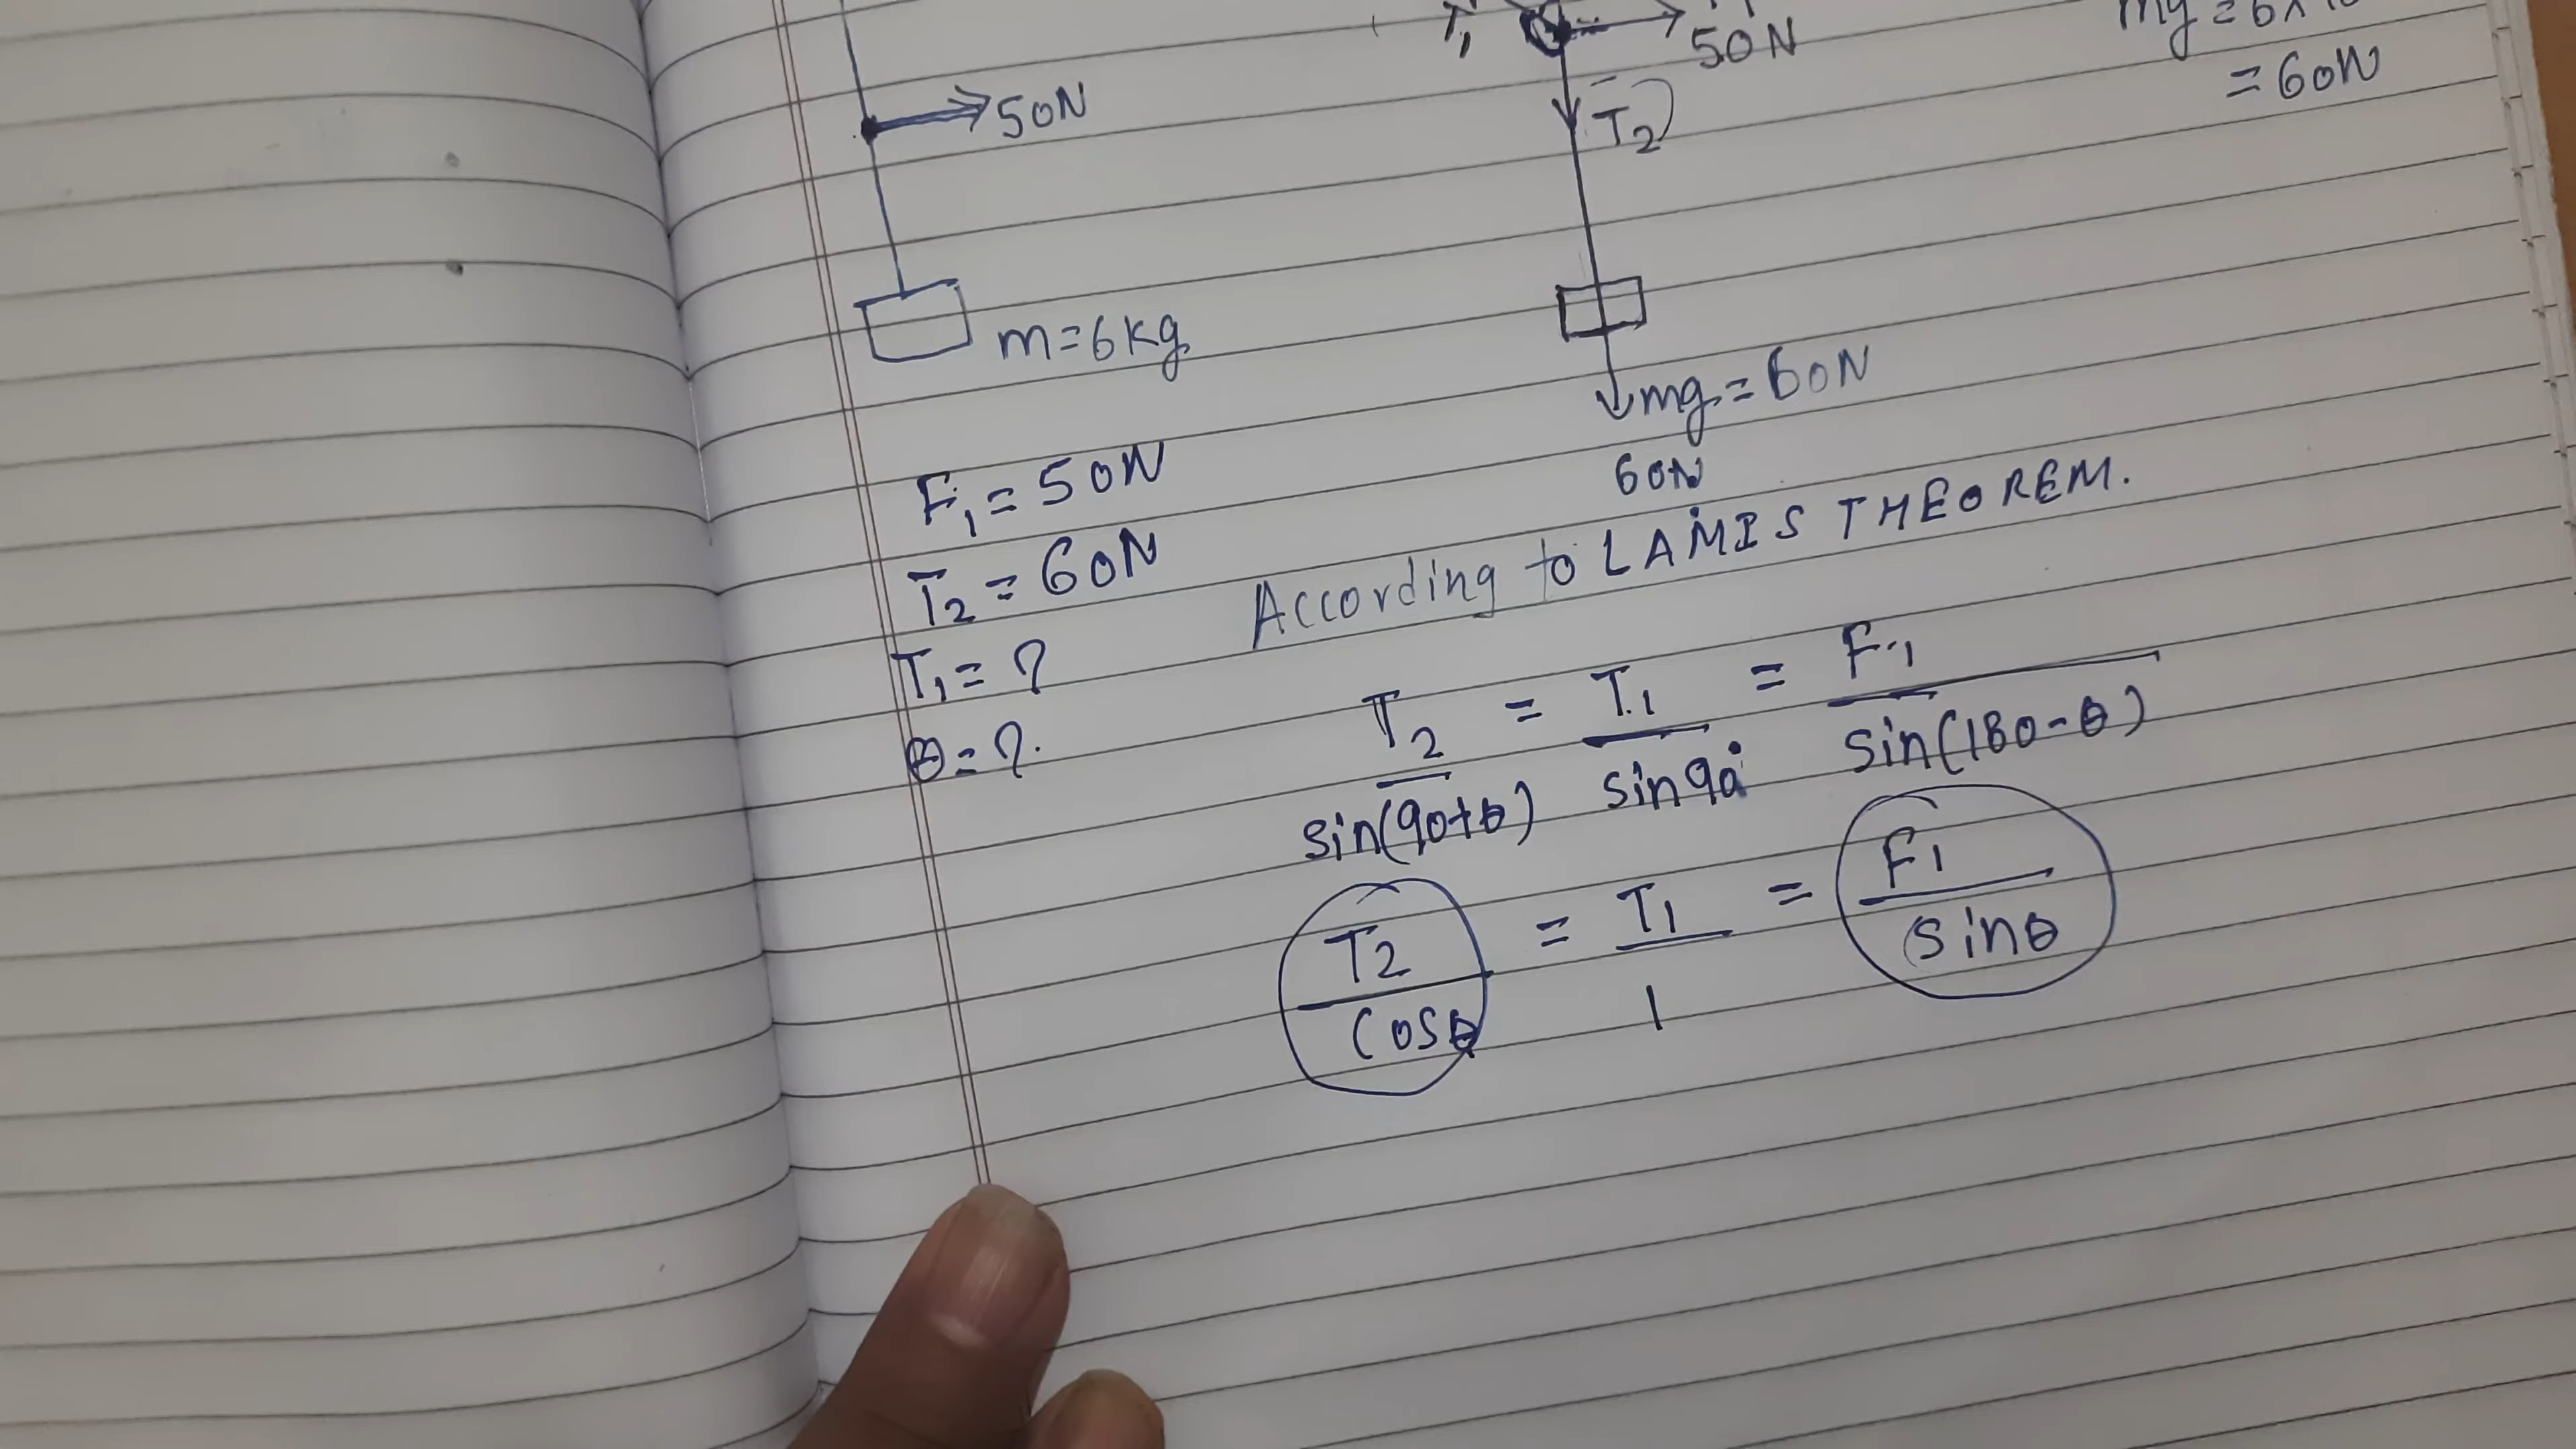 T1
50N
mg = 6×10
= 60N
50N
T2
m=6kg
mg = 60N
60N
F1 = 50N
T2 = 60N
T1 = ?
θ = ?.
According to LAMIS THEOREM.
T2/sin(90+θ) = T1/sin90° = F1/sin(180-θ)
T2/cosθ = T1/1 = F1/sinθ